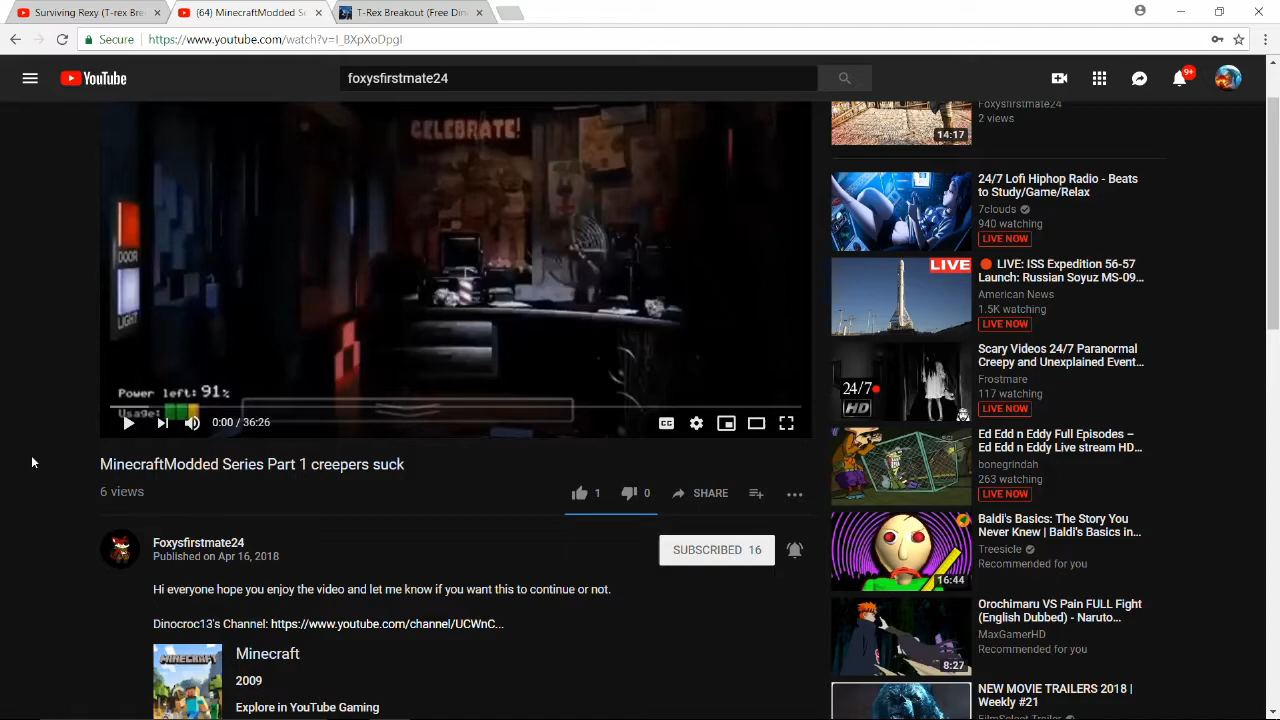 Surviving Rexy (T-rex Bre
(64) MinecraftModded S
T-Rex Breakout (Free Din
Secure
https://www.youtube.com/watch?v=I_BXpXoDpgI
YouTube
foxysfirstmate24
9+
CELEBRATE!
DOOR
LIGHT
Power left: 91%
Usage:
0:00 / 36:26
CC
MinecraftModded Series Part 1 creepers suck
6 views
1
0
SHARE
Foxysfirstmate24
Published on Apr 16, 2018
SUBSCRIBED 16
Hi everyone hope you enjoy the video and let me know if you want this to continue or not.
Dinocroc13's Channel: https://www.youtube.com/channel/UCWnC...
MINECRAFT
Minecraft
2009
Explore in YouTube Gaming
Foxysfirstmate24
2 views
14:17
24/7 Lofi Hiphop Radio - Beats
to Study/Game/Relax
7clouds
940 watching
LIVE NOW
LIVE
LIVE: ISS Expedition 56-57
Launch: Russian Soyuz MS-09...
American News
1.5K watching
LIVE NOW
24/7
HD
Scary Videos 24/7 Paranormal
Creepy and Unexplained Event...
Frostmare
117 watching
LIVE NOW
Ed Edd n Eddy Full Episodes –
Ed Edd n Eddy Live stream HD...
bonegrindah
263 watching
LIVE NOW
16:44
Baldi's Basics: The Story You
Never Knew | Baldi's Basics in...
Treesicle
Recommended for you
8:27
Orochimaru VS Pain FULL Fight
(English Dubbed) - Naruto...
MaxGamerHD
Recommended for you
NEW MOVIE TRAILERS 2018 |
Weekly #21
FilmSelect Trailer